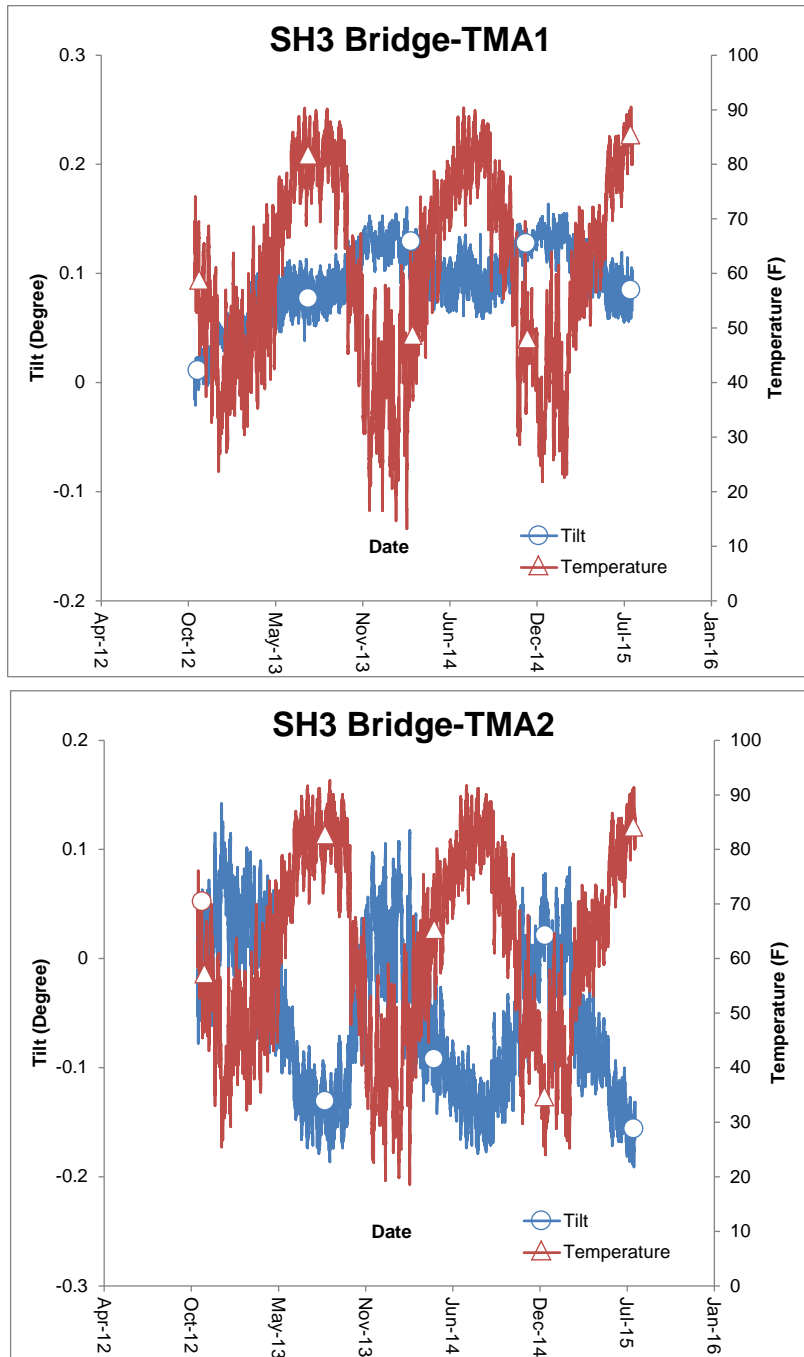 SH3 Bridge-TMA1
0.3
0.2
0.1
0
-0.1
-0.2
Tilt (Degree)
100
90
80
70
60
50
40
30
20
10
0
Temperature (F)
Tilt
Temperature
Date
Apr-12
Oct-12
May-13
Nov-13
Jun-14
Dec-14
Jul-15
Jan-16
SH3 Bridge-TMA2
0.2
0.1
0
-0.1
-0.2
-0.3
Tilt (Degree)
100
90
80
70
60
50
40
30
20
10
0
Temperature (F)
Tilt
Temperature
Date
Apr-12
Oct-12
May-13
Nov-13
Jun-14
Dec-14
Jul-15
Jan-16